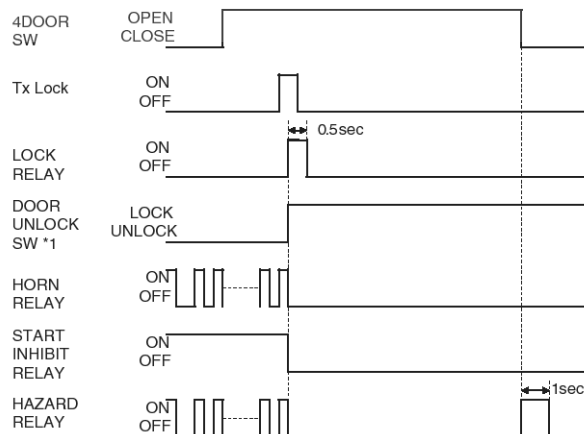 4DOOR
SW
OPEN
CLOSE
Tx Lock
ON
OFF
0.5sec
LOCK
RELAY
ON
OFF
DOOR
UNLOCK
SW *1
LOCK
UNLOCK
HORN
RELAY
ON
OFF
START
INHIBIT
RELAY
ON
OFF
1sec
HAZARD
RELAY
ON
OFF